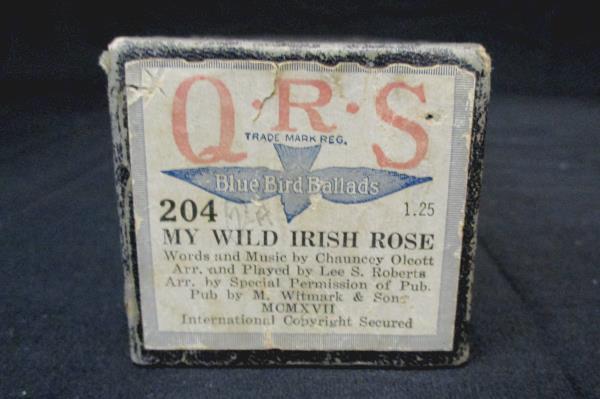 Q·R·S
TRADE MARK REG.
Blue Bird Ballads
204 1.25
MY WILD IRISH ROSE
Words and Music by Chauncey Olcott
Arr. and Played by Lee S. Roberts
Arr. by Special Permission of Pub.
Pub by M. Witmark & Sons
MCMXVII
International Copyright Secured